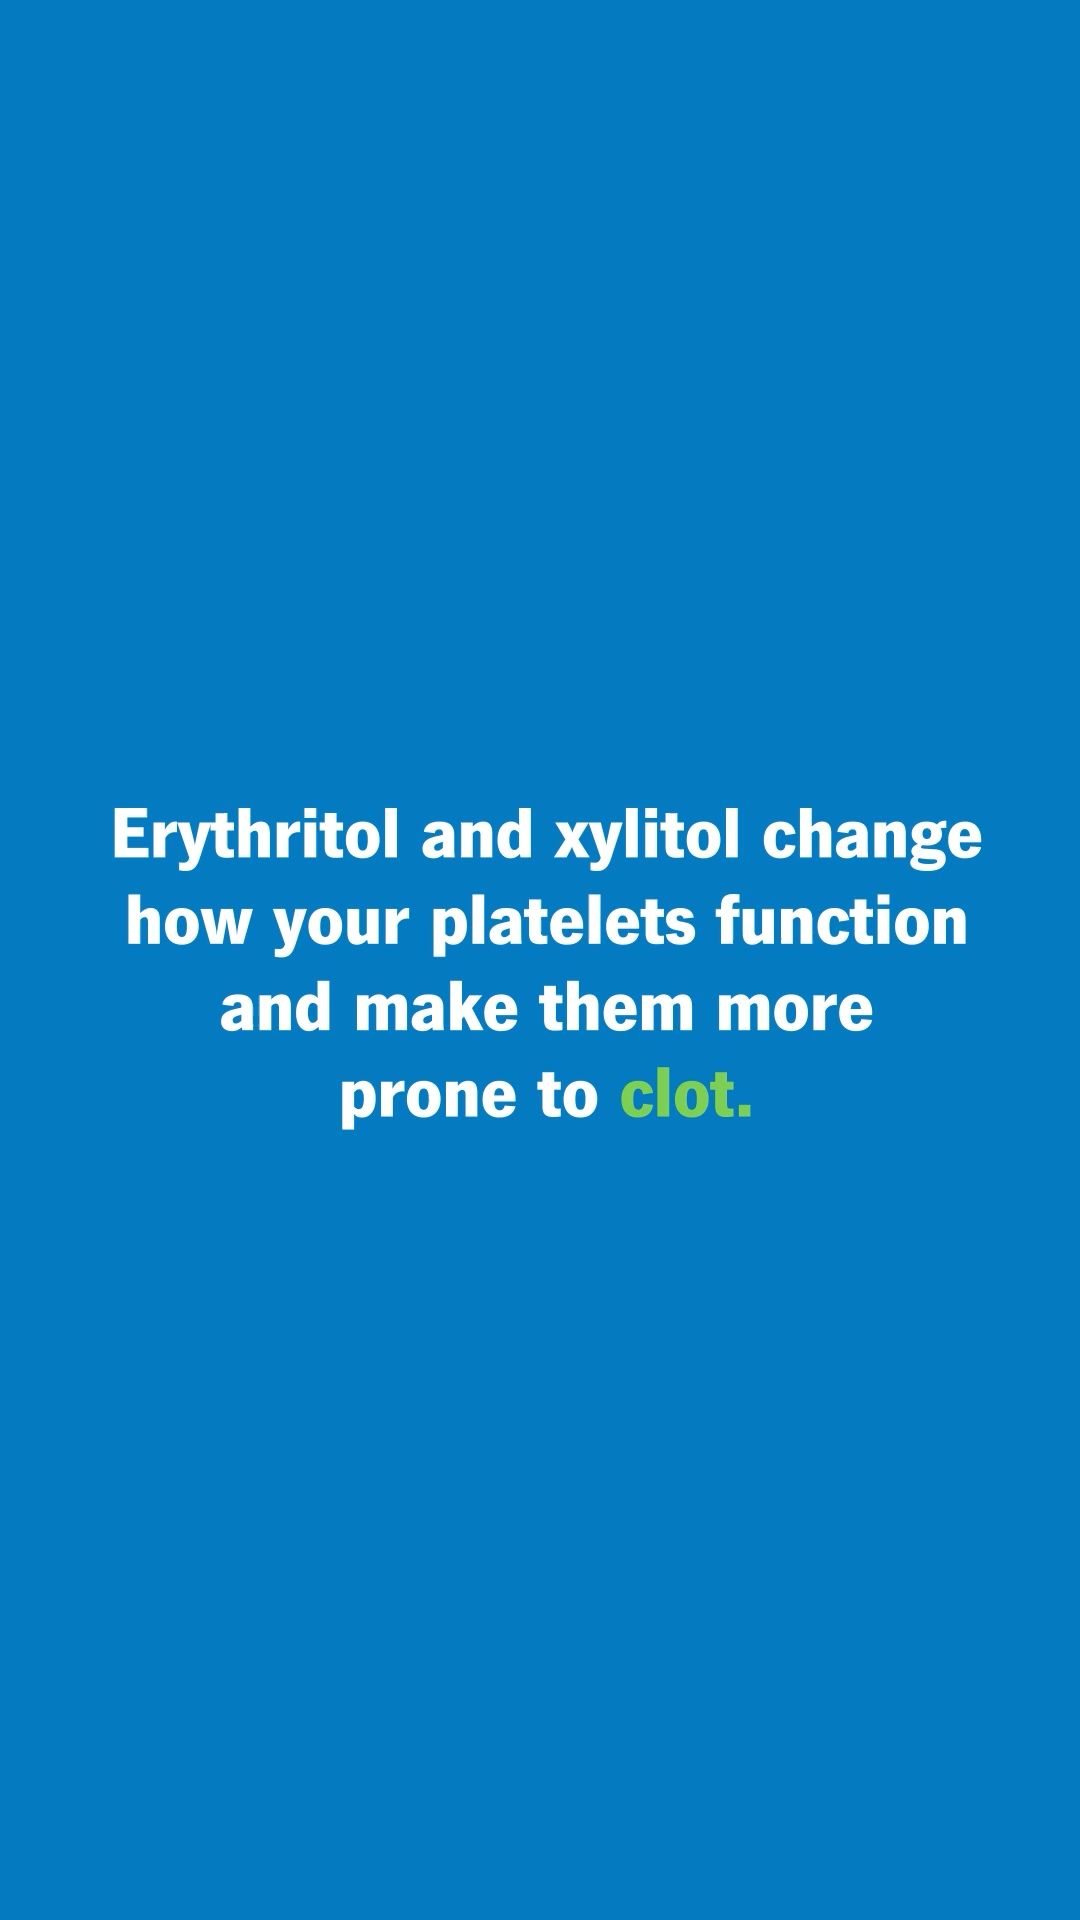 Erythritol and xylitol change
how your platelets function
and make them more
prone to clot.